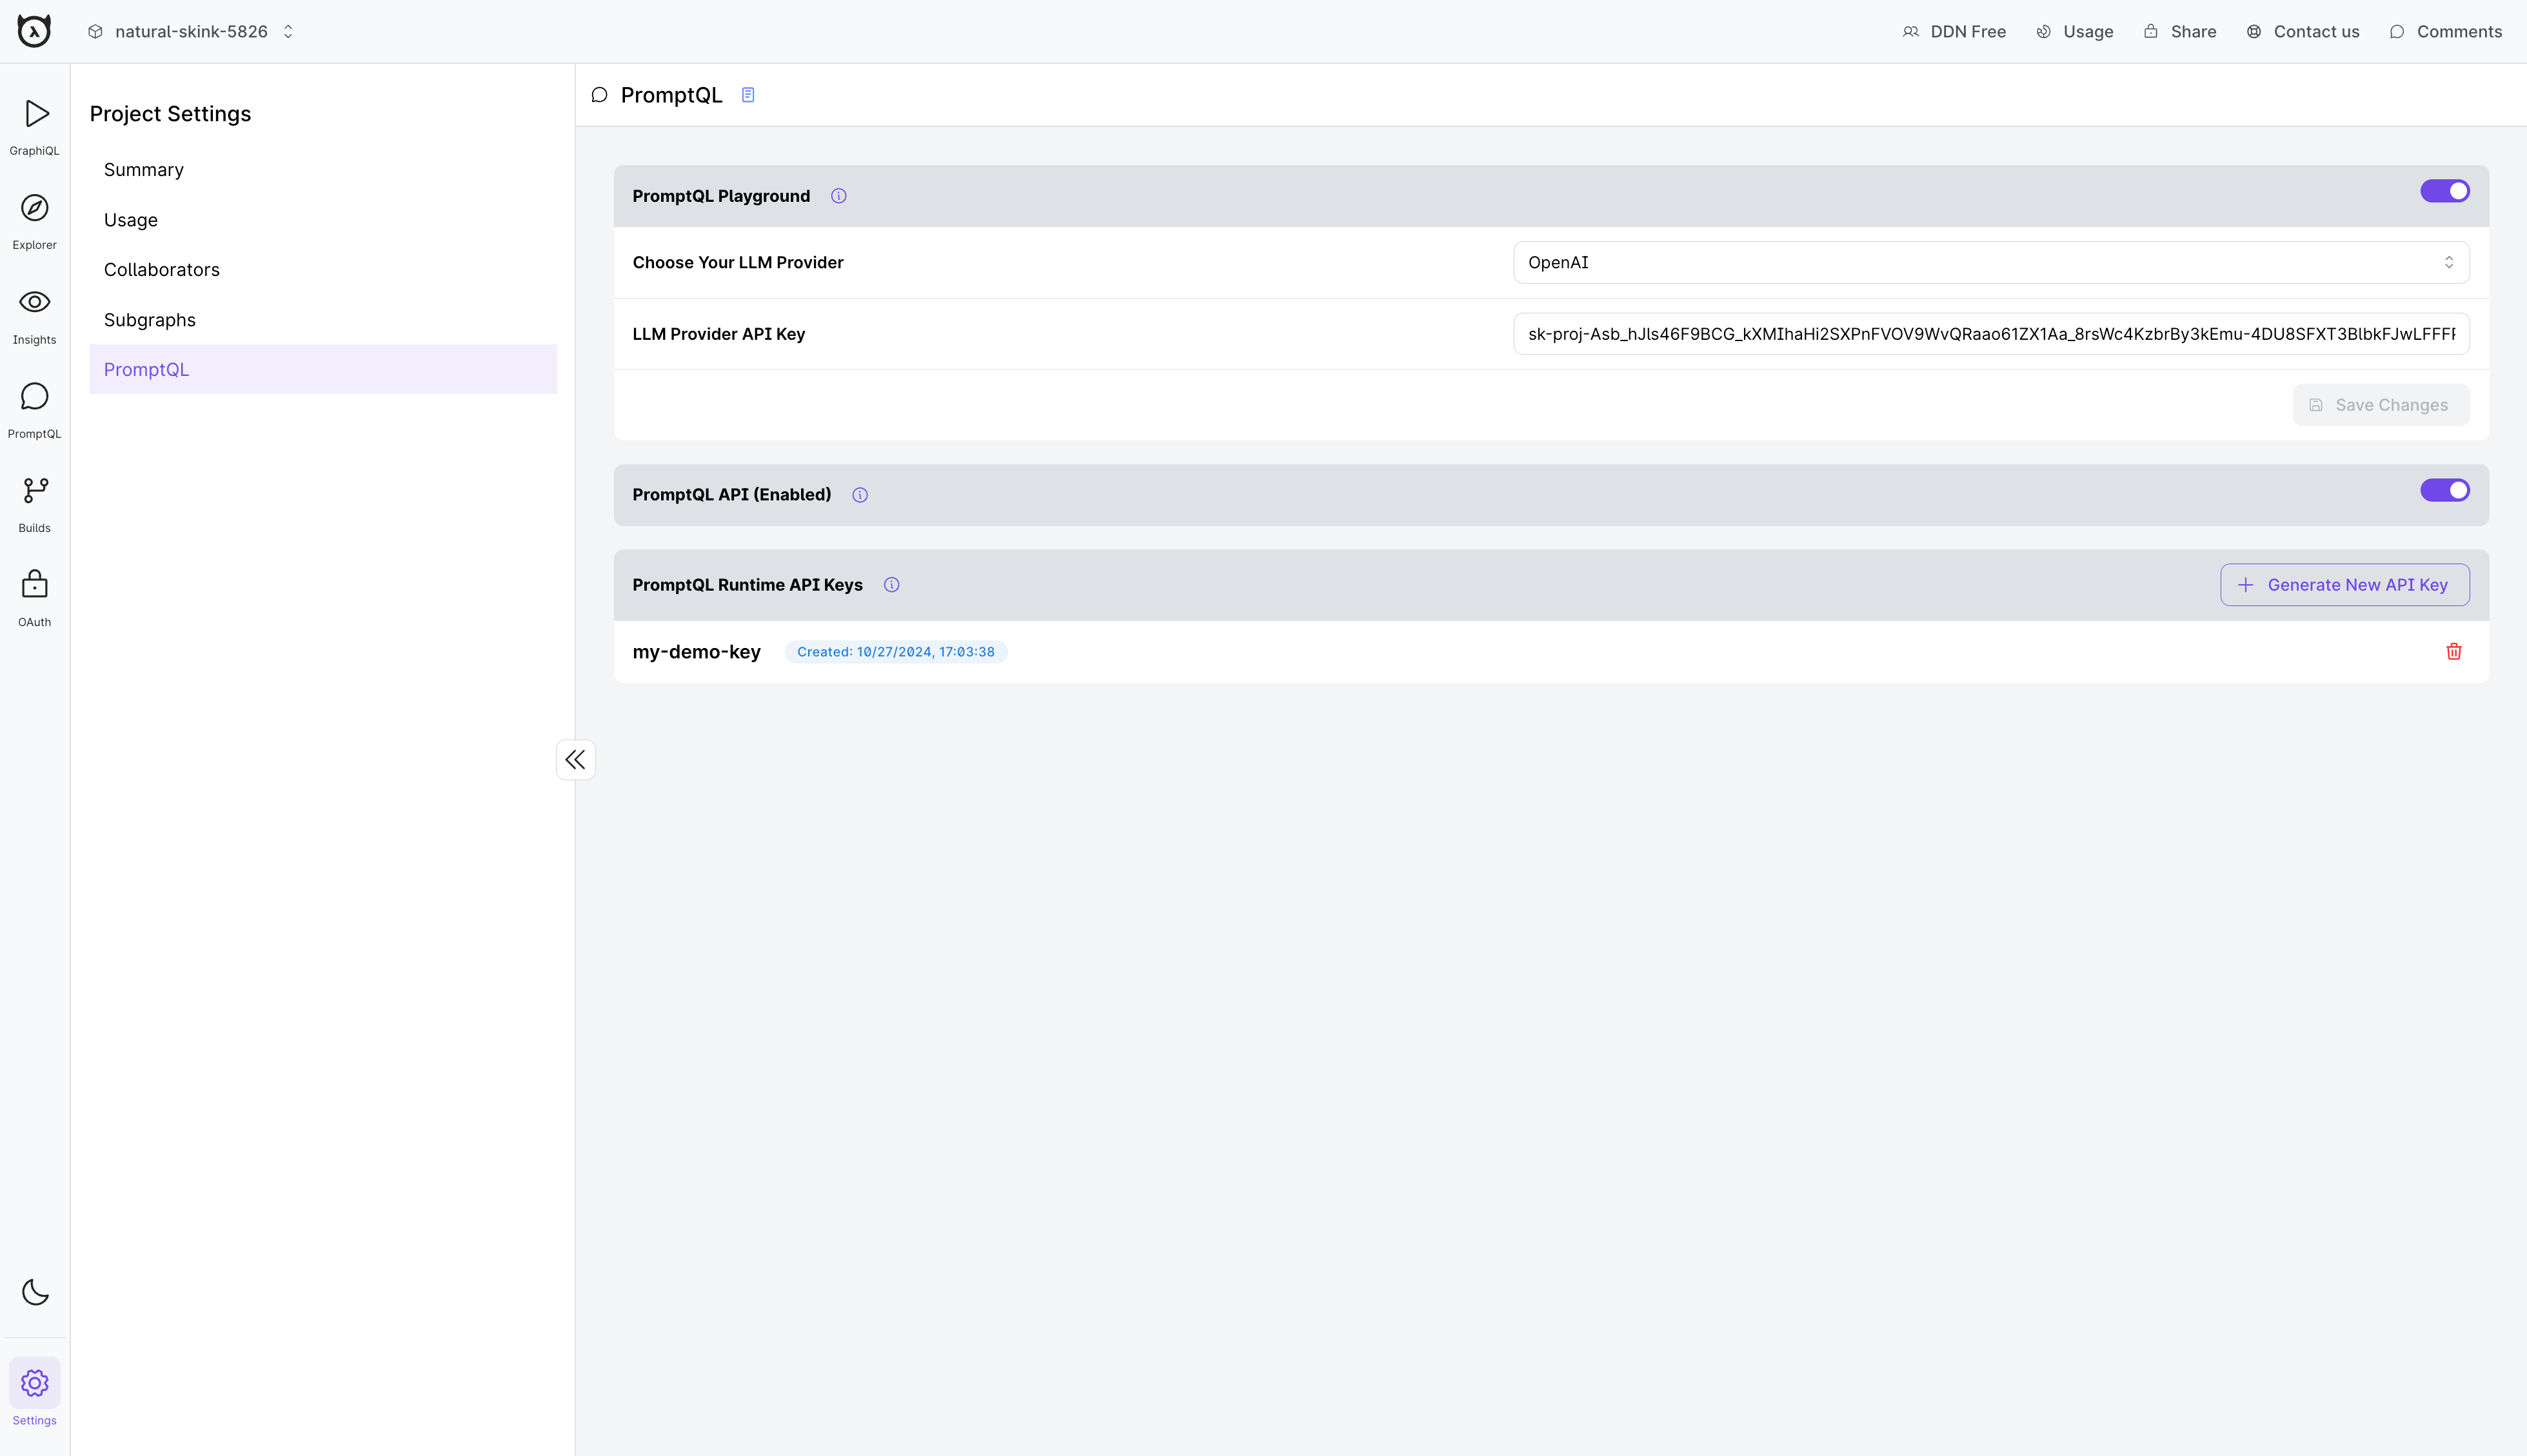 natural-skink-5826
DDN Free
Usage
Share
Contact us
Comments
GraphiQL
Explorer
Insights
PromptQL
Builds
OAuth
Settings
Project Settings
Summary
Usage
Collaborators
Subgraphs
PromptQL
PromptQL
PromptQL Playground
Choose Your LLM Provider
OpenAI
LLM Provider API Key
sk-proj-Asb_hJls46F9BCG_kXMIhaHi2SXPnFVOV9WvQRaao61ZX1Aa_8rsWc4KzbrBy3kEmu-4DU8SFXT3BlbkFJwLFFFF
Save Changes
PromptQL API (Enabled)
PromptQL Runtime API Keys
Generate New API Key
my-demo-key
Created: 10/27/2024, 17:03:38